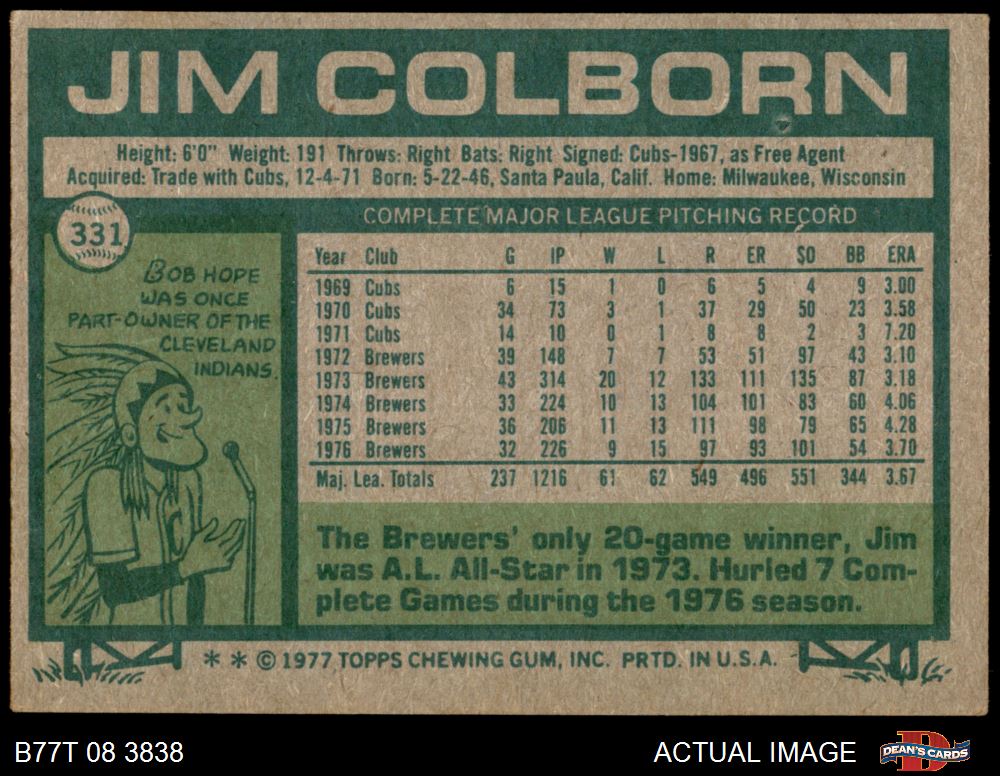 JIM COLBORN
Height: 6'0" Weight: 191 Throws: Right Bats: Right Signed: Cubs-1967, as Free Agent
Acquired: Trade with Cubs, 12-4-71 Born: 5-22-46, Santa Paula, Calif. Home: Milwaukee, Wisconsin
331
COMPLETE MAJOR LEAGUE PITCHING RECORD
BOB HOPE
WAS ONCE
PART-OWNER OF THE
CLEVELAND
INDIANS.
C
Year Club G IP W L R ER SO BB ERA
1969 Cubs 6 15 1 0 6 5 4 9 3.00
1970 Cubs 34 73 3 1 37 29 50 23 3.58
1971 Cubs 14 10 0 1 8 8 2 3 7.20
1972 Brewers 39 148 7 7 53 51 97 43 3.10
1973 Brewers 43 314 20 12 133 111 135 87 3.18
1974 Brewers 33 224 10 13 104 101 83 60 4.06
1975 Brewers 36 206 11 13 111 98 79 65 4.28
1976 Brewers 32 226 9 15 97 93 101 54 3.70
Maj. Lea. Totals 237 1216 61 62 549 496 551 344 3.67
The Brewers' only 20-game winner, Jim
was A.L. All-Star in 1973. Hurled 7 Com-
plete Games during the 1976 season.
* * © 1977 TOPPS CHEWING GUM, INC. PRTD. IN U.S.A.
B77T 08 3838
ACTUAL IMAGE
D
DEAN'S CARDS